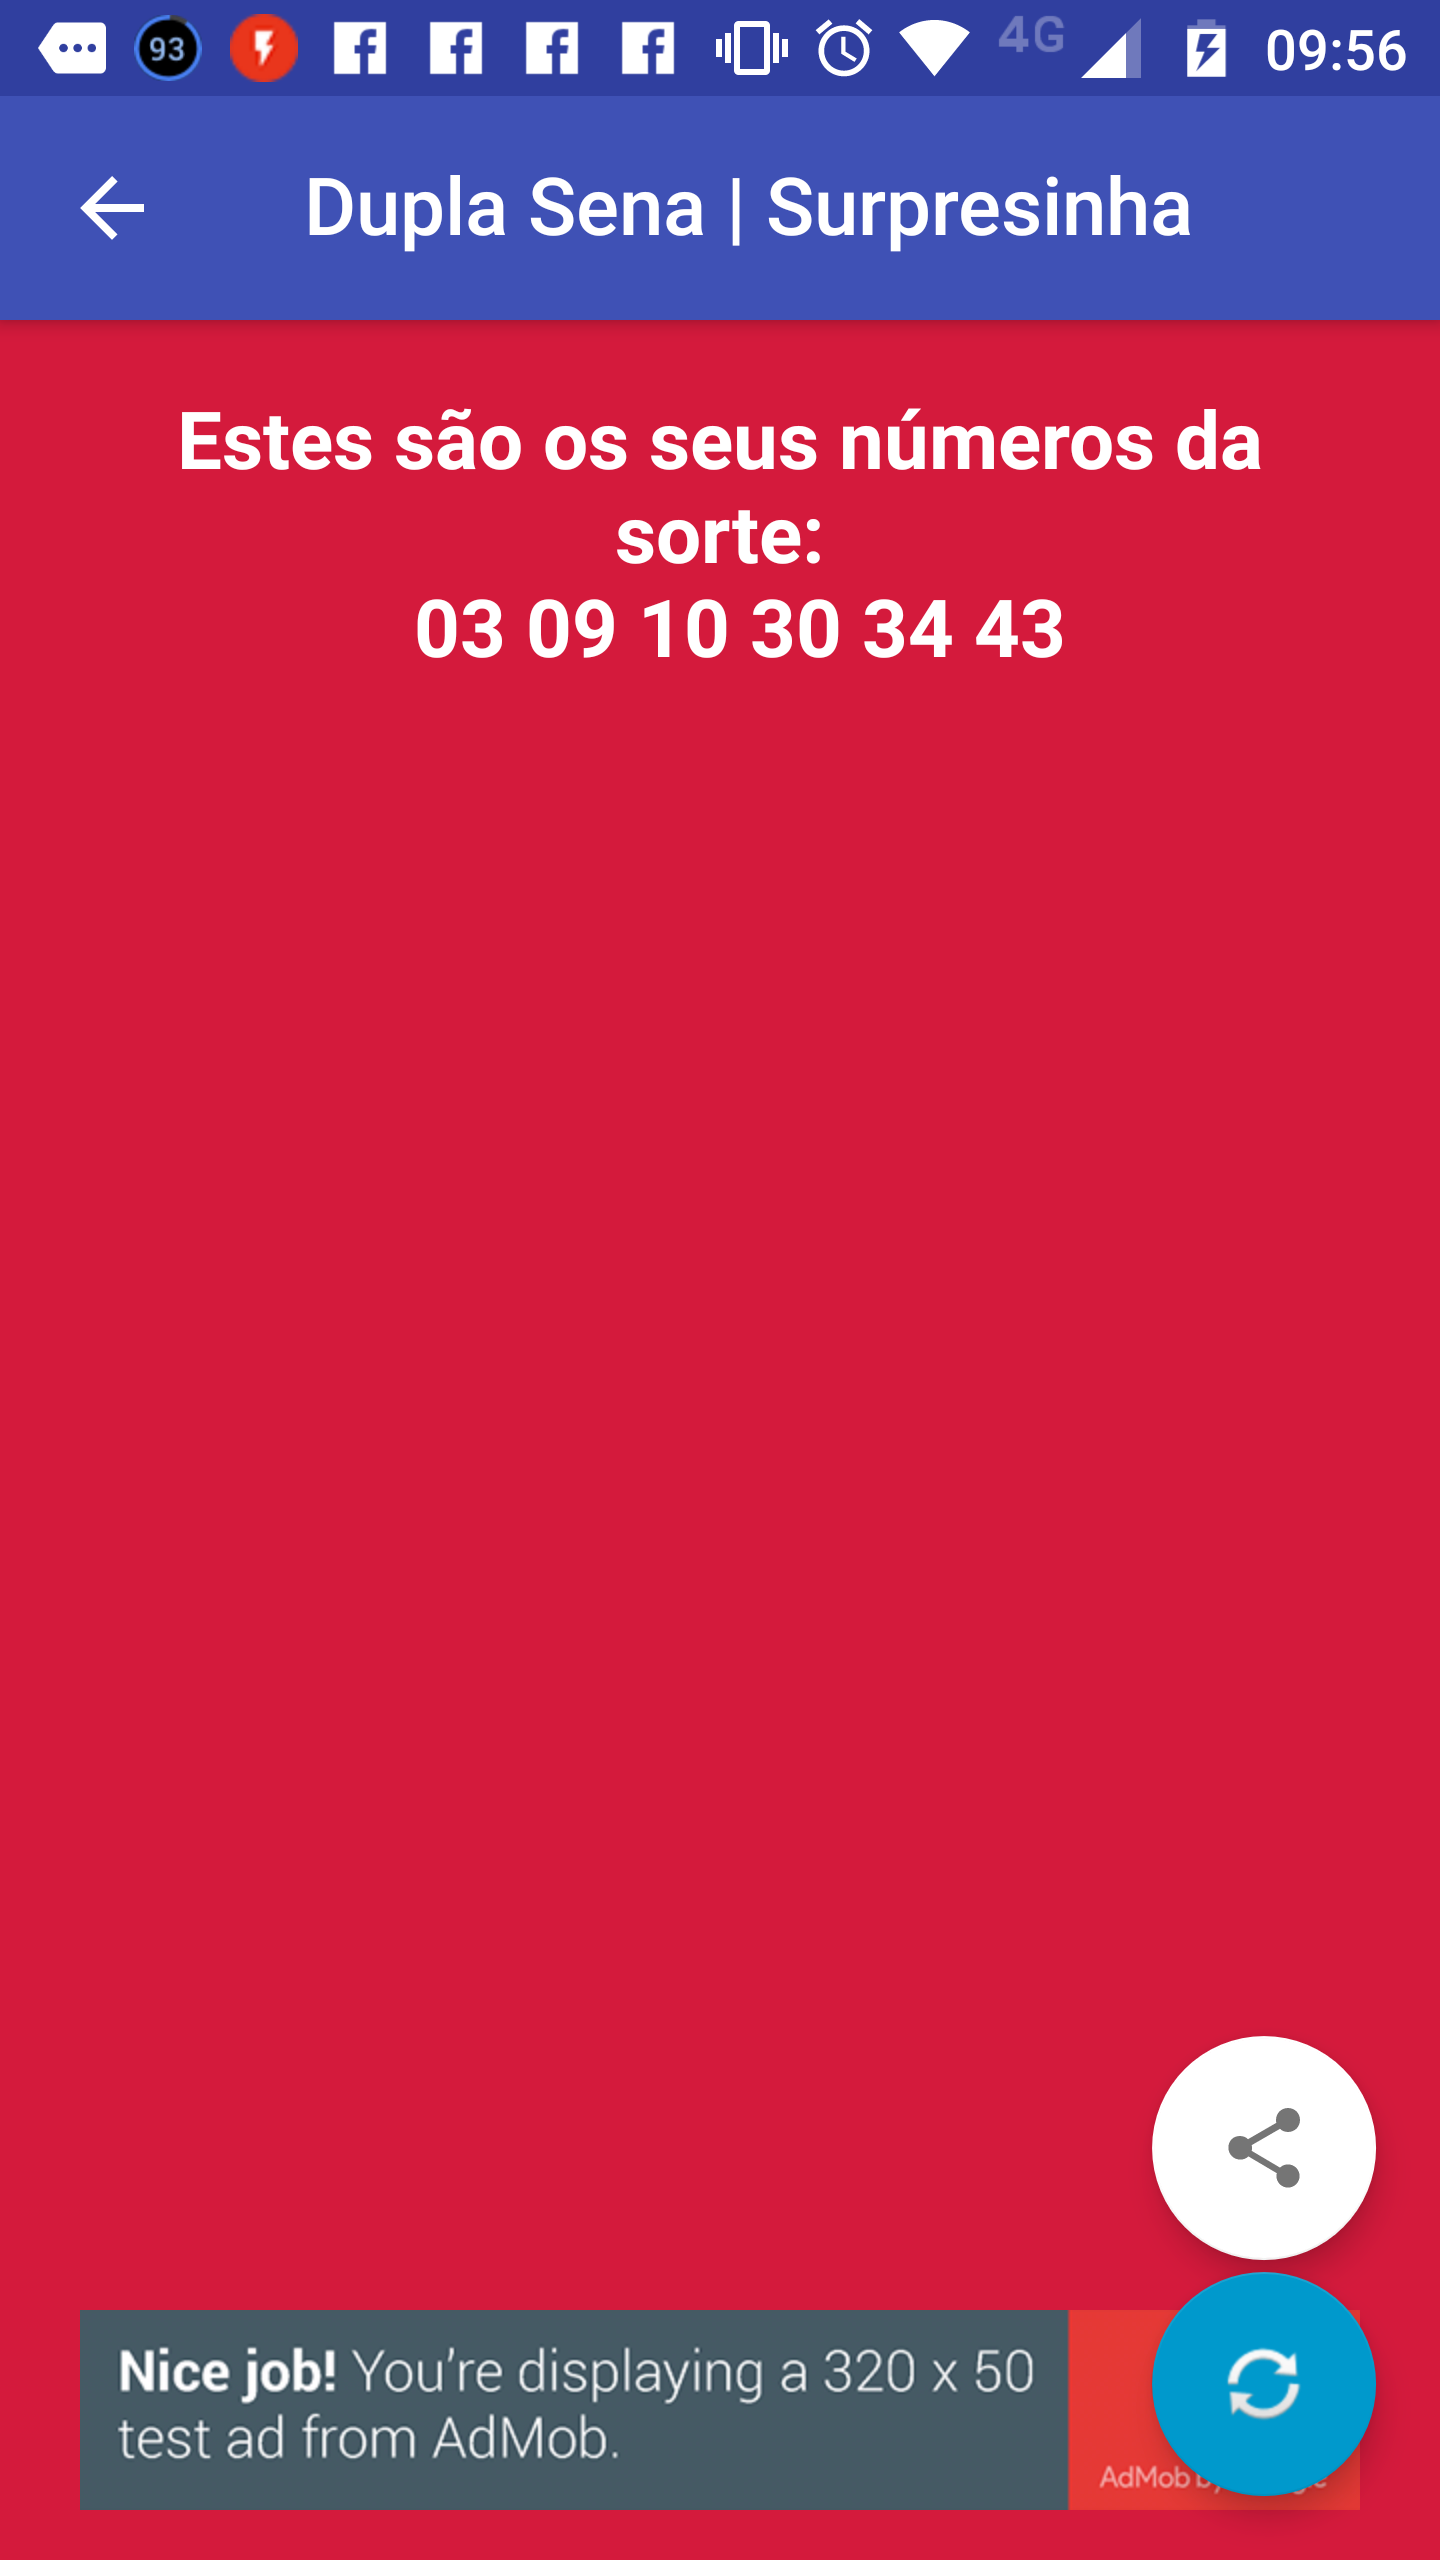 93
4G
09:56
Dupla Sena | Surpresinha
Estes são os seus números da
sorte:
03 09 10 30 34 43
Nice job! You're displaying a 320 x 50
test ad from AdMob.
AdMob